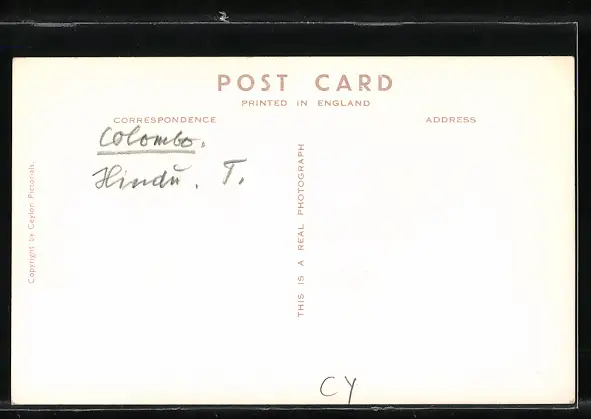 POST CARD
PRINTED IN ENGLAND
CORRESPONDENCE
ADDRESS
Colombo.
Hindu. T.
THIS IS A REAL PHOTOGRAPH
Copyright by Ceylon Pictorials.
CY